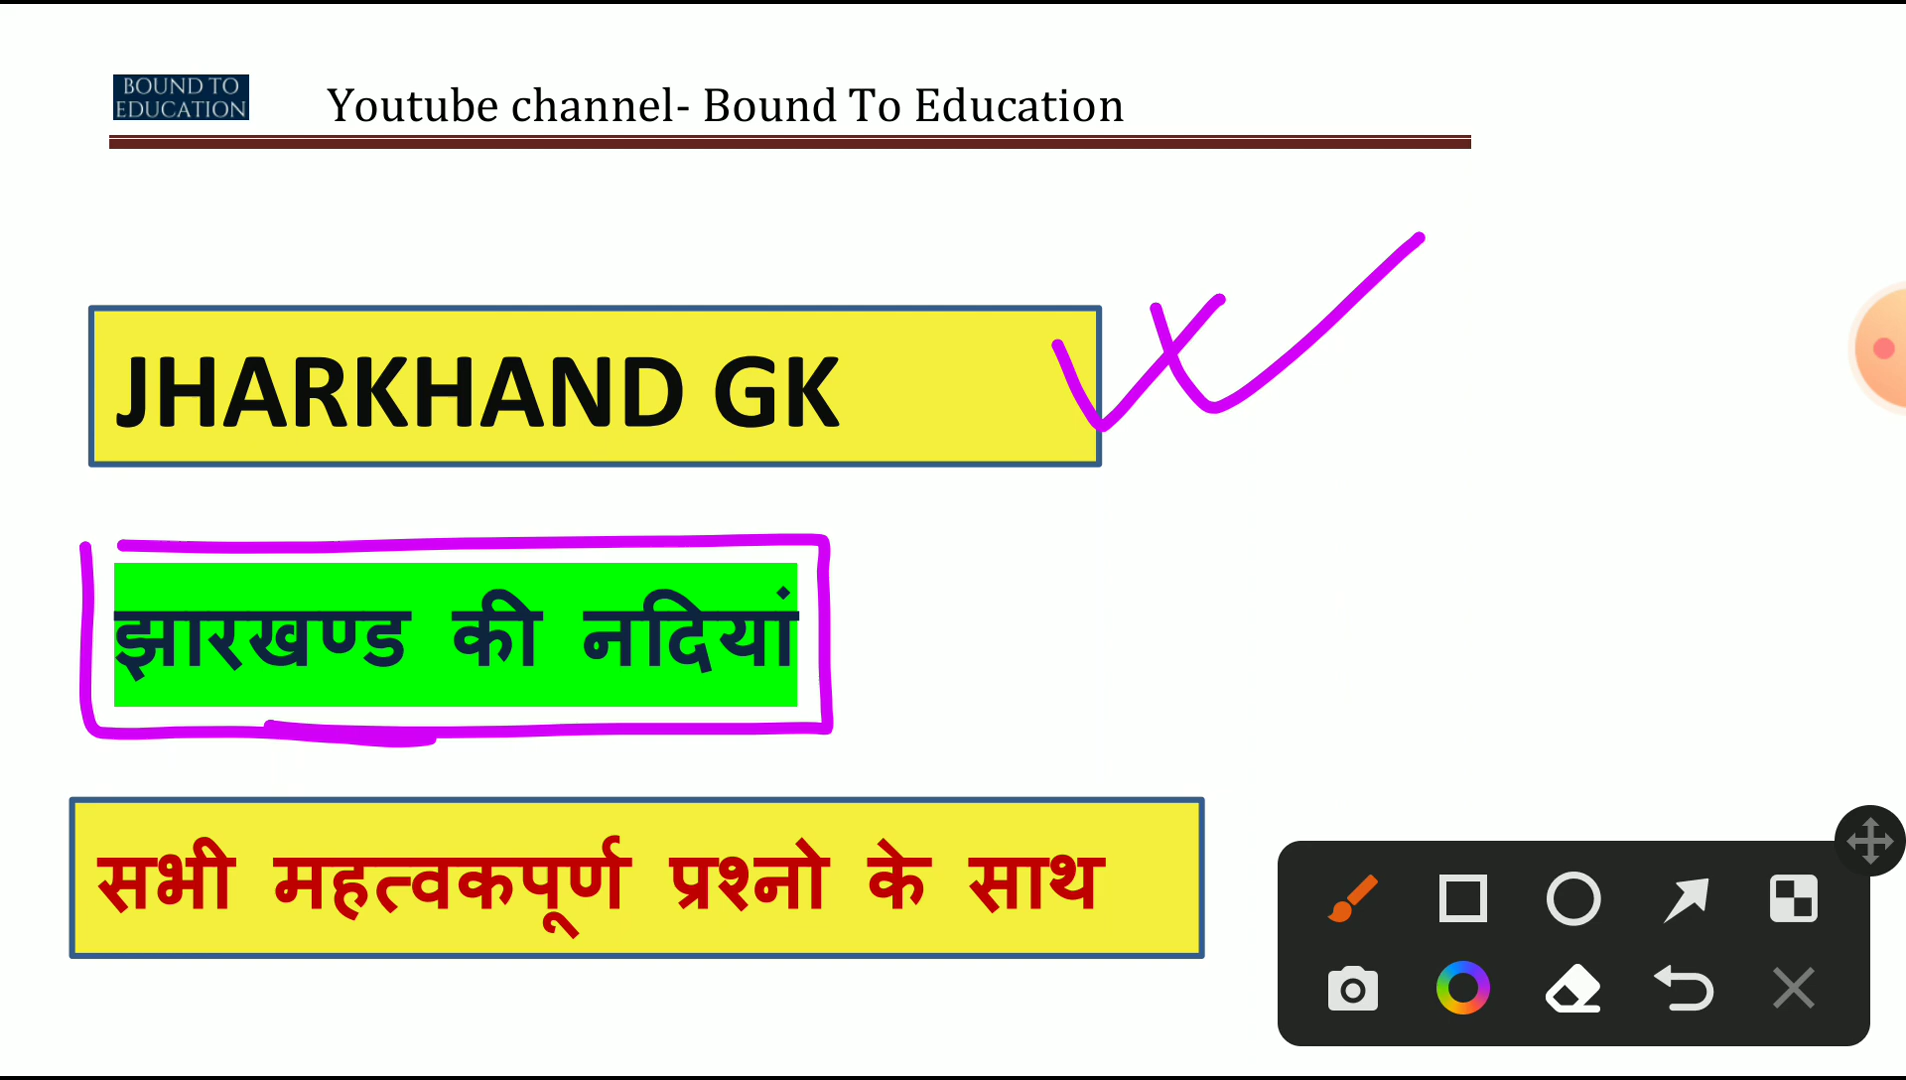 BOUND TO
EDUCATION
Youtube channel- Bound To Education
JHARKHAND GK
झारखण्ड की नदियां
सभी महत्वकपूर्ण प्रश्नो के साथ